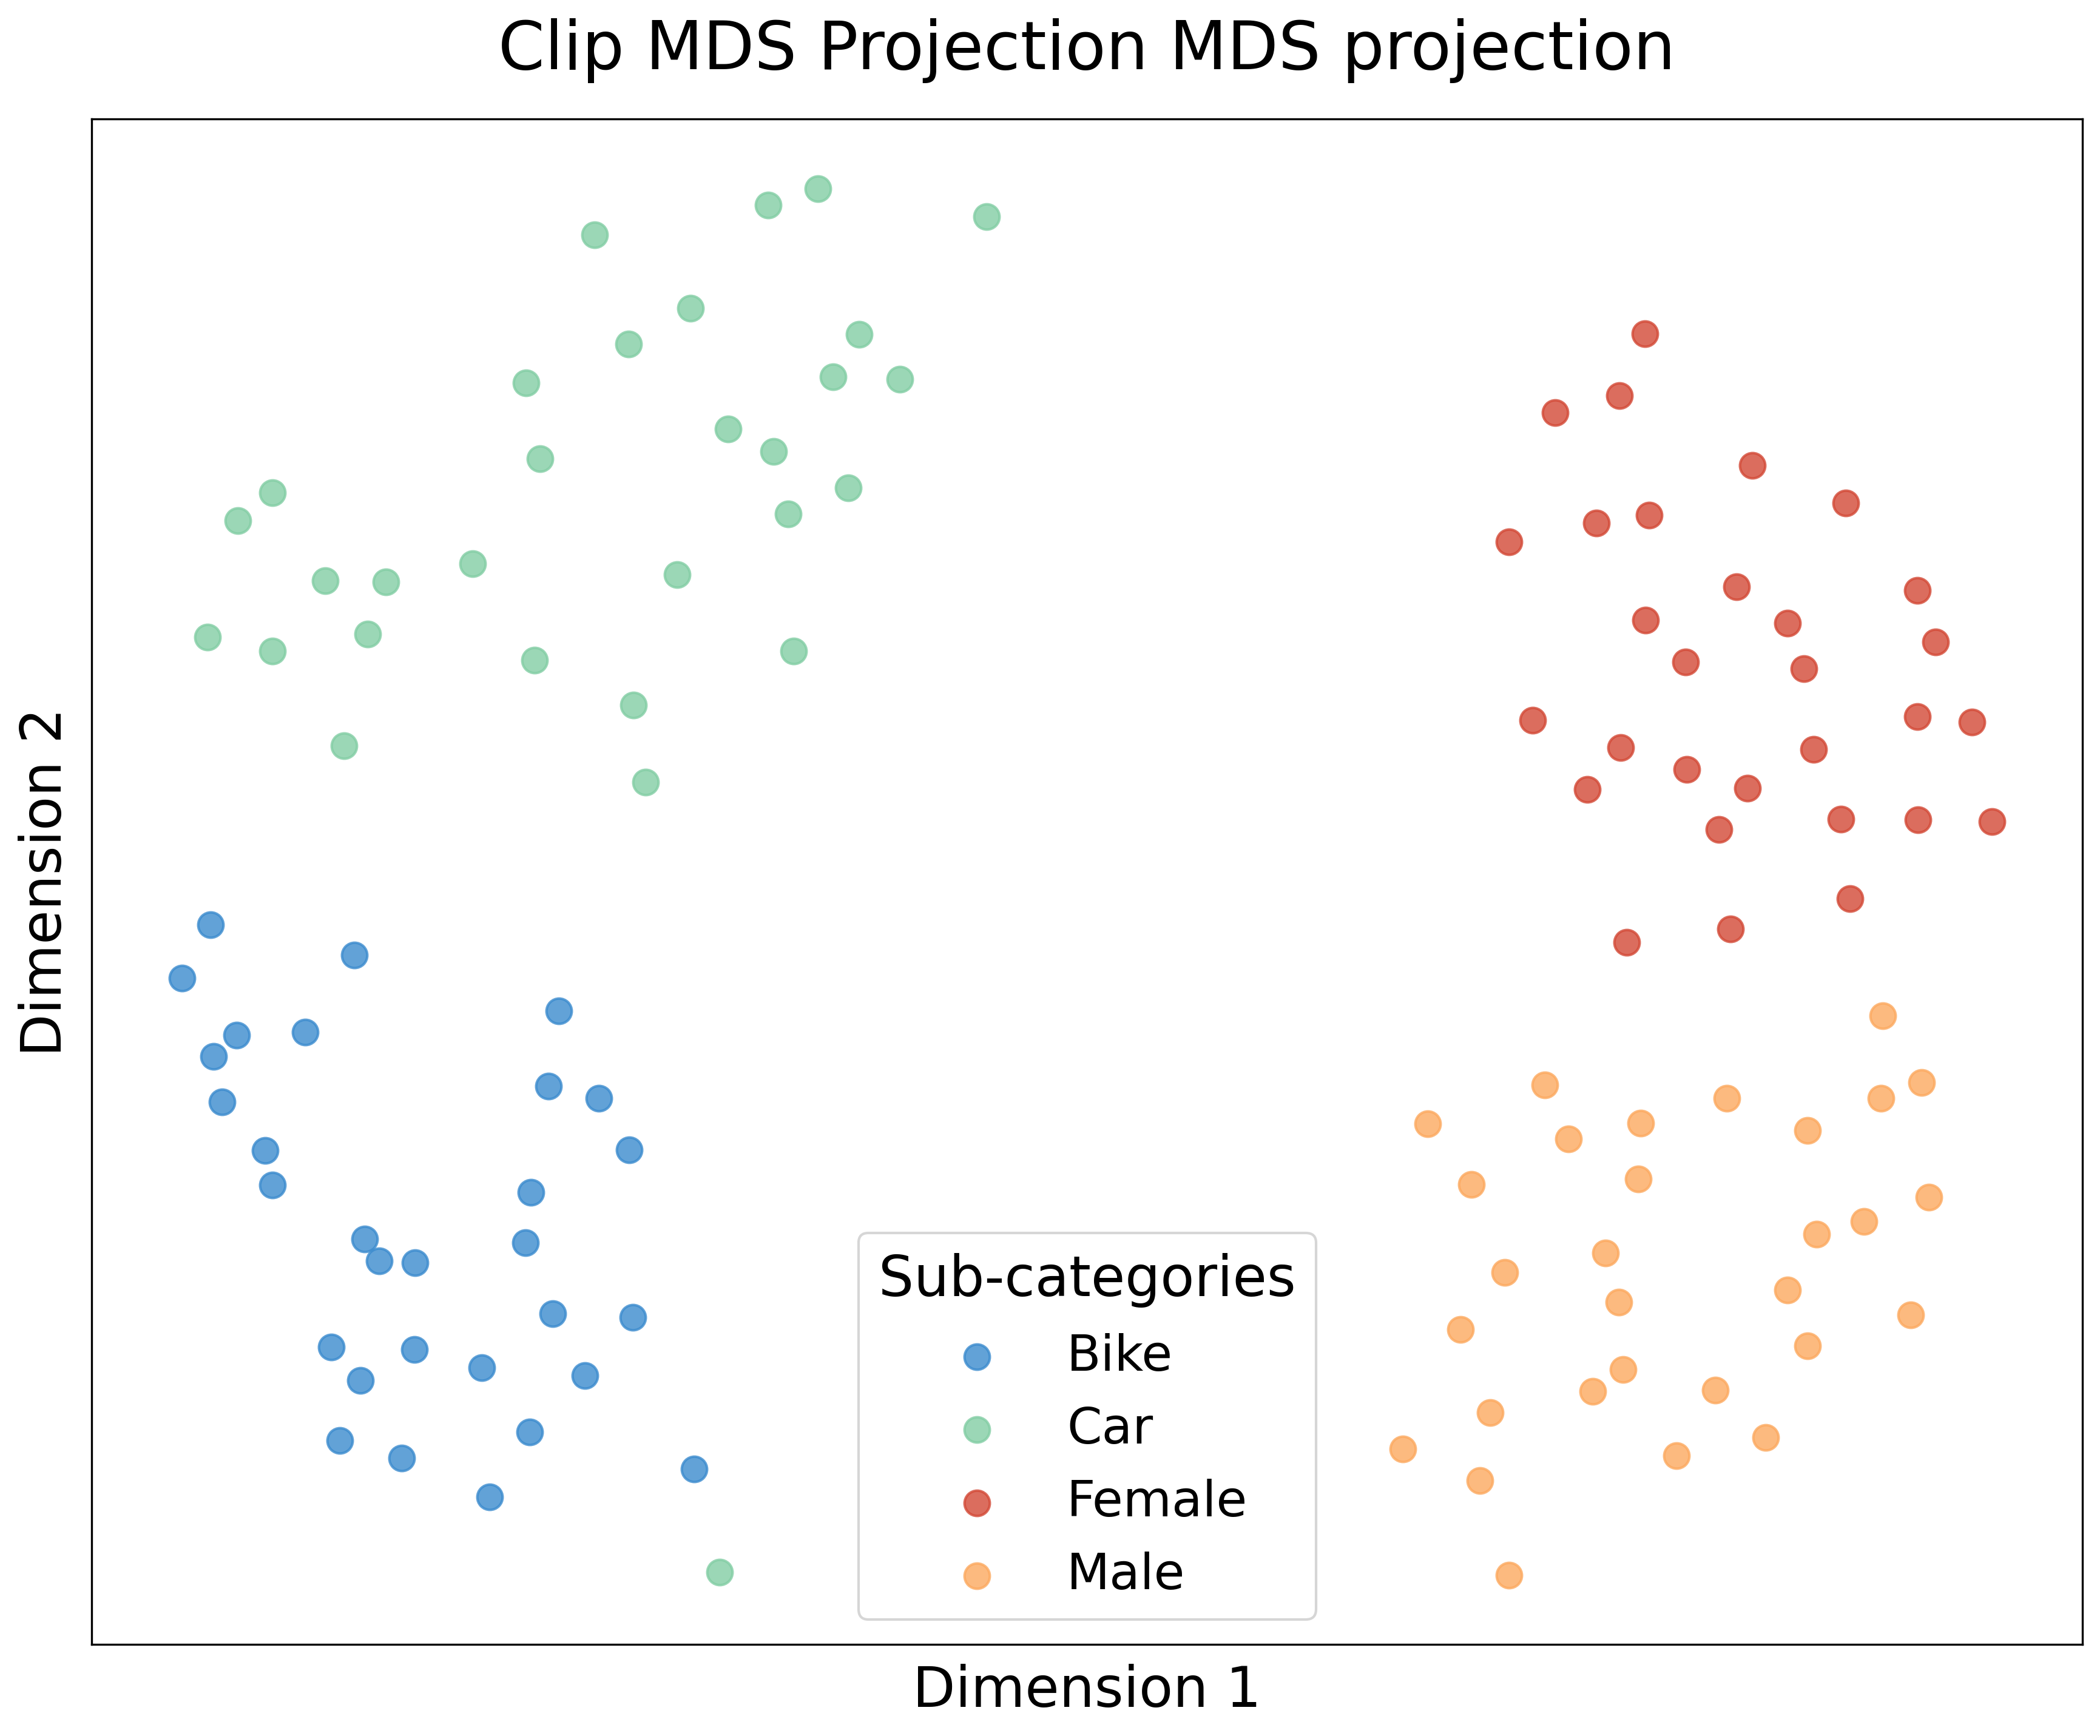 Clip MDS Projection MDS projection
Dimension 2
Sub-categories
Bike
Car
Female
Male
Dimension 1